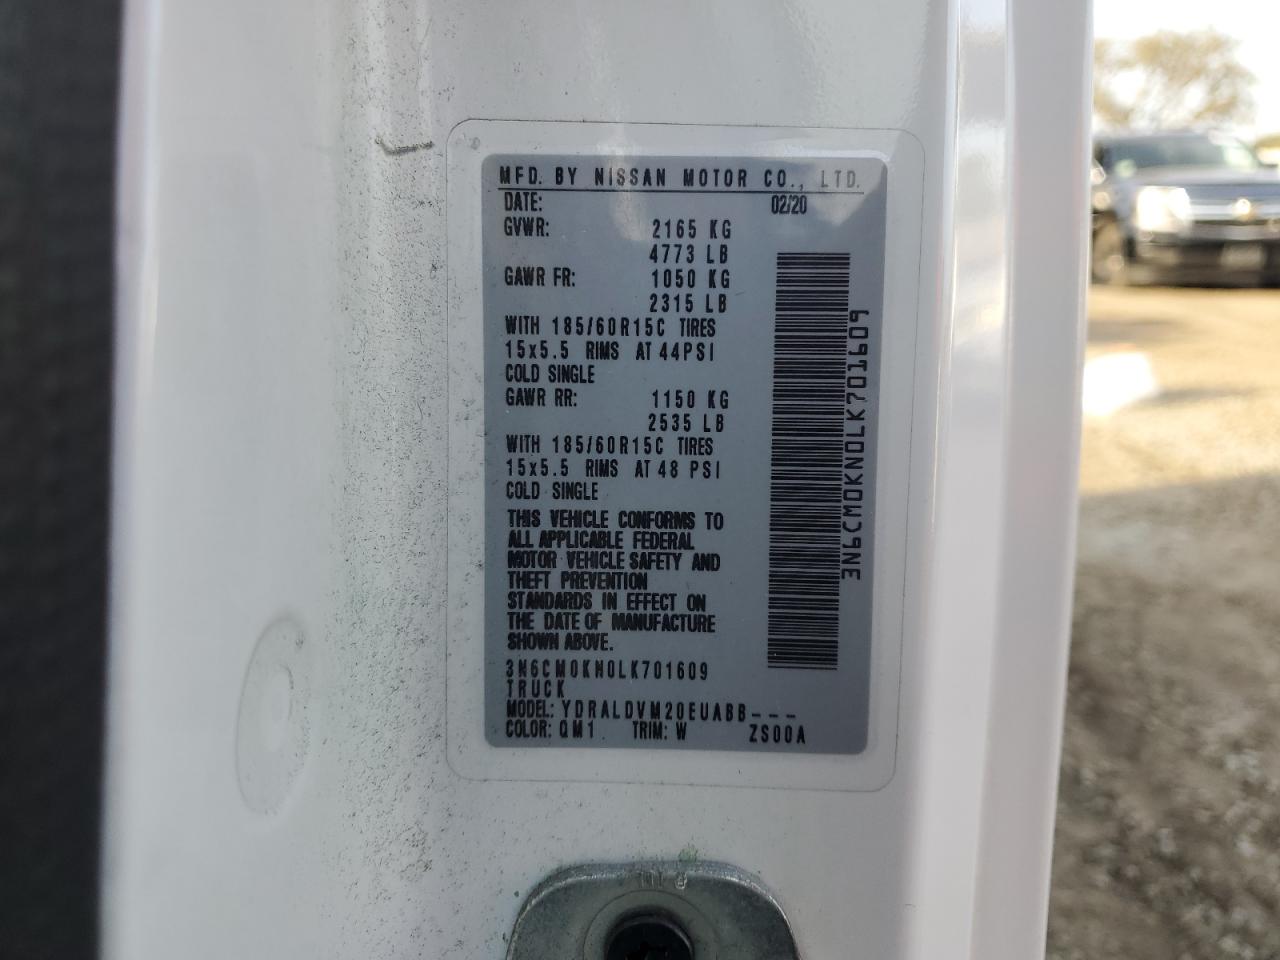 MFD. BY NISSAN MOTOR CO., LTD.
DATE: 02/20
GVWR: 2165 KG
4773 LB
GAWR FR: 1050 KG
2315 LB
WITH 185/60R15C TIRES
15x5.5 RIMS AT 44PSI
COLD SINGLE
GAWR RR: 1150 KG
2535 LB
WITH 185/60R15C TIRES
15x5.5 RIMS AT 48 PSI
COLD SINGLE
THIS VEHICLE CONFORMS TO
ALL APPLICABLE FEDERAL
MOTOR VEHICLE SAFETY AND
THEFT PREVENTION
STANDARDS IN EFFECT ON
THE DATE OF MANUFACTURE
SHOWN ABOVE.
3N6CM0KN0LK701609
TRUCK
MODEL: YDRALDVM20EUABB---
COLOR: QM1 TRIM: W ZS00A
3N6CM0KN0LK701609